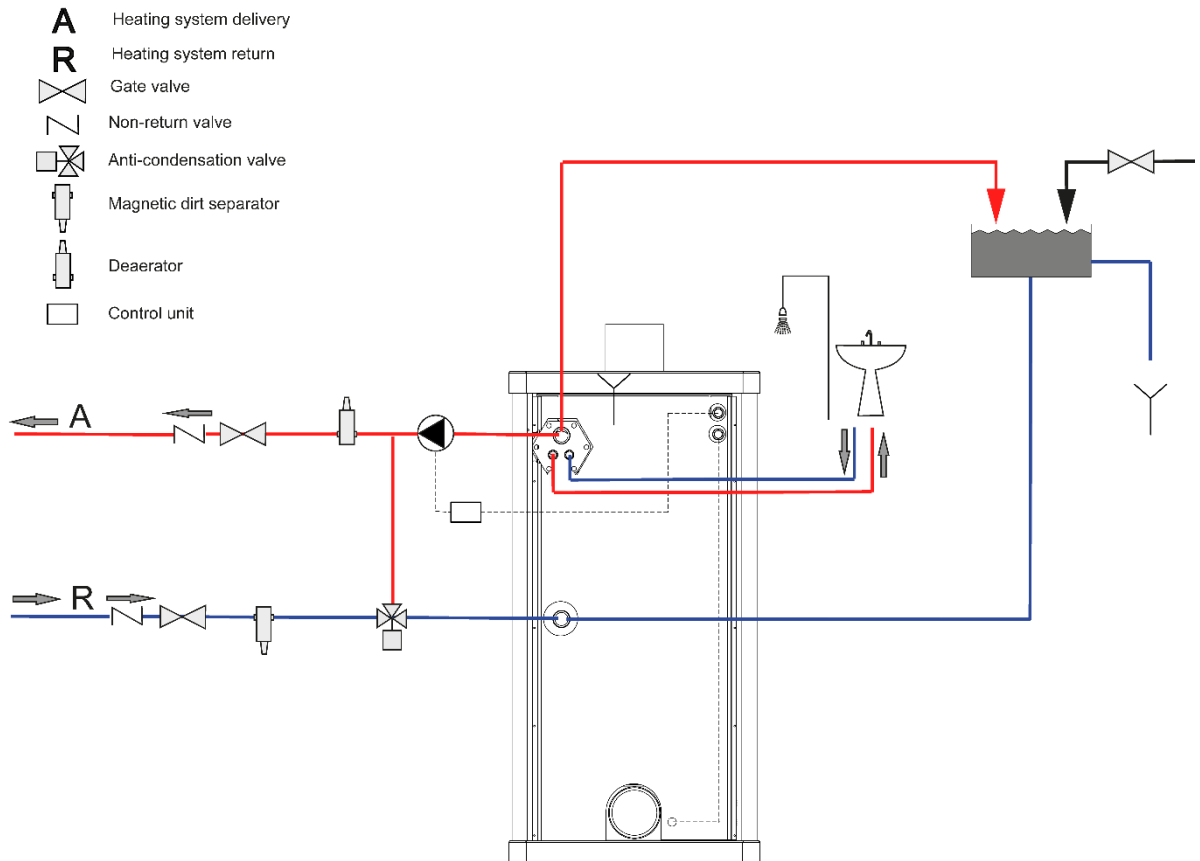 A Heating system delivery
R Heating system return
Gate valve
Non-return valve
Anti-condensation valve
Magnetic dirt separator
Deaerator
Control unit
A
R